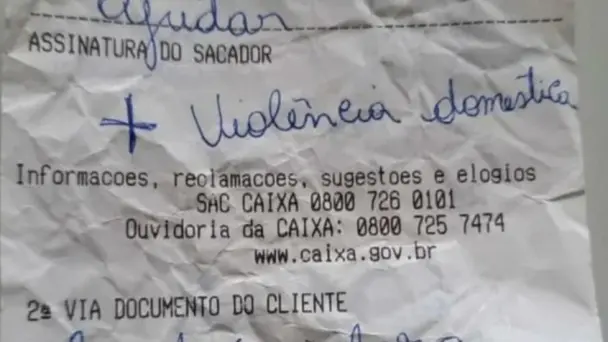 ajudar
ASSINATURA DO SACADOR
+ Violência domestica
Informacoes, reclamacoes, sugestoes e elogios
SAC CAIXA 0800 726 0101
Ouvidoria da CAIXA: 0800 725 7474
www.caixa.gov.br
2ª VIA DOCUMENTO DO CLIENTE